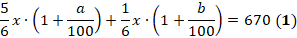 5/6 x · (1 + a/100) + 1/6 x · (1 + b/100) = 670 (1)